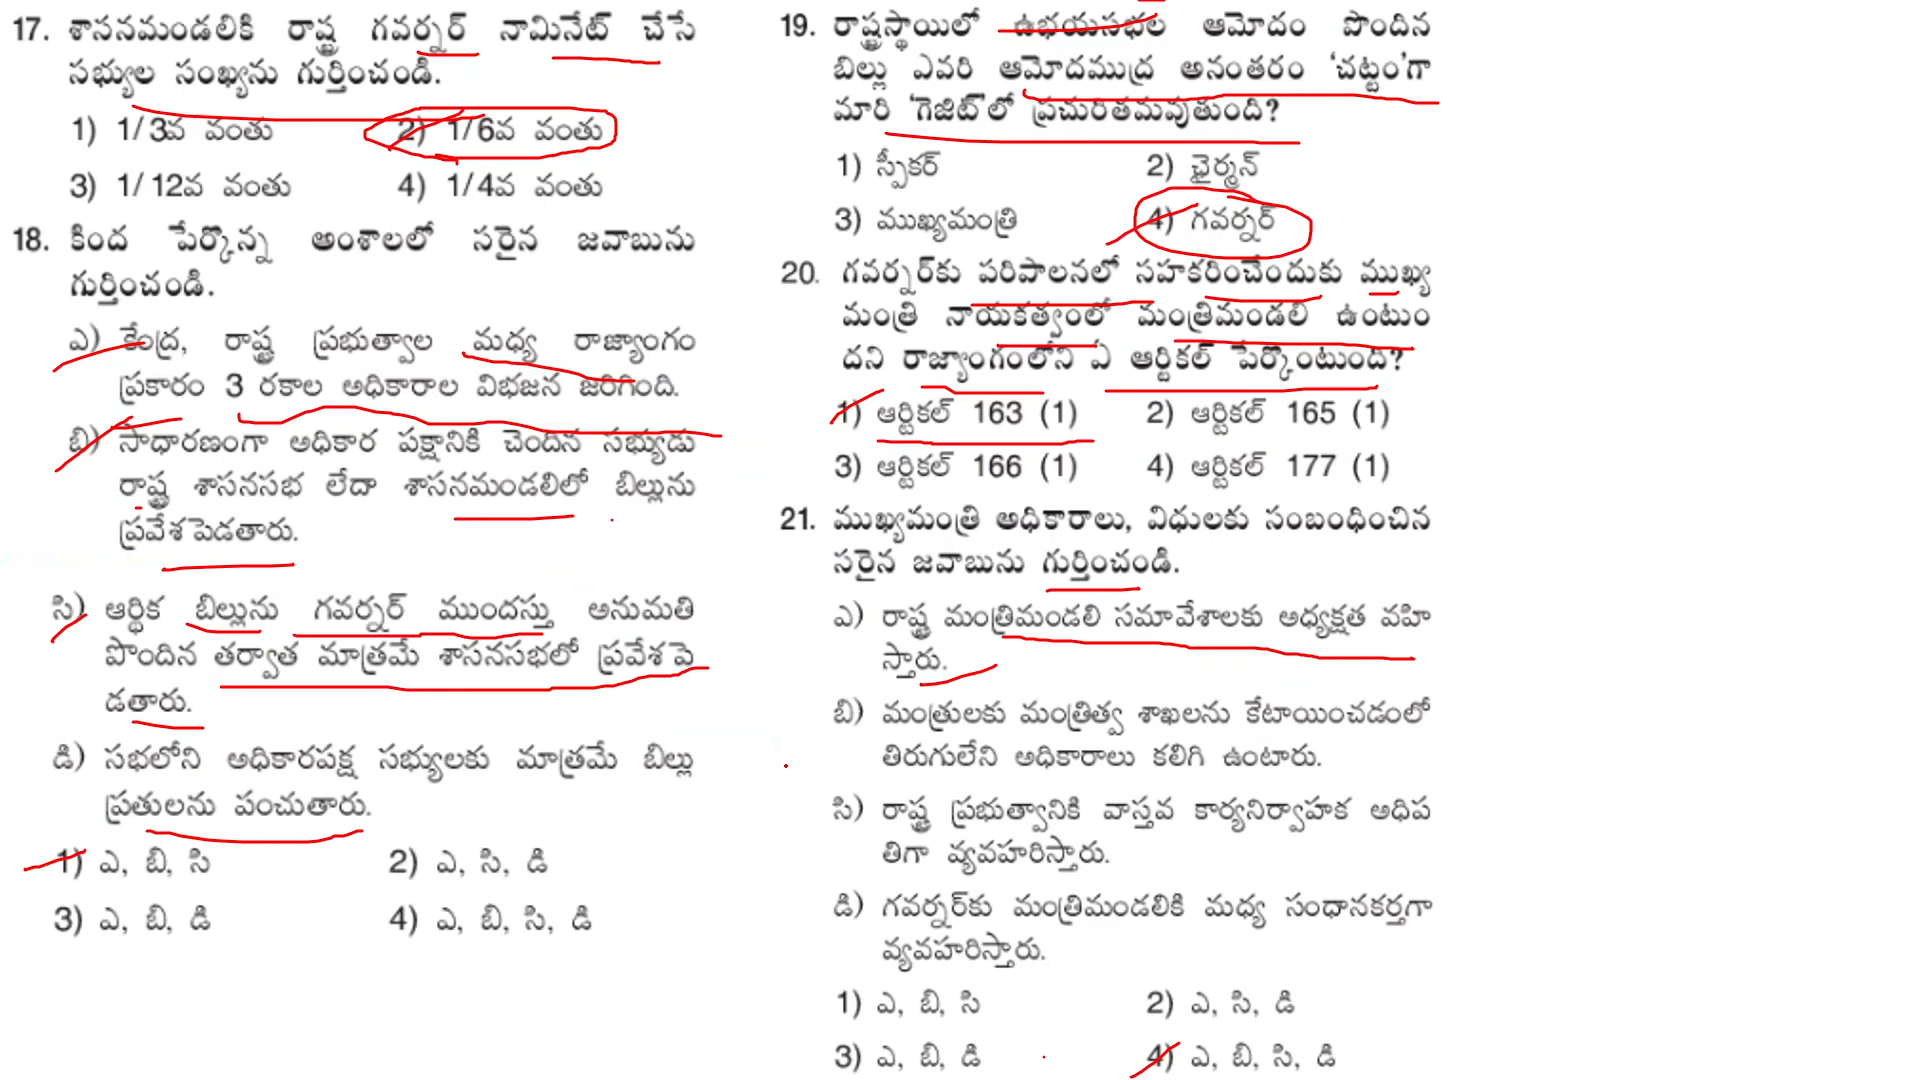 17. శాసనమండలికి రాష్ట్ర గవర్నర్ నామినేట్ చేసే
సభ్యుల సంఖ్యను గుర్తించండి.
1) 1/3వ వంతు 2) 1/6వ వంతు
3) 1/12వ వంతు 4) 1/4వ వంతు
18. కింద పేర్కొన్న అంశాలలో సరైన జవాబును
గుర్తించండి.
ఎ) కేంద్ర, రాష్ట్ర ప్రభుత్వాల మధ్య రాజ్యాంగం
ప్రకారం 3 రకాల అధికారాల విభజన జరిగింది.
బి) సాధారణంగా అధికార పక్షానికి చెందిన సభ్యుడు
రాష్ట్ర శాసనసభ లేదా శాసనమండలిలో బిల్లును
ప్రవేశపెడతారు.
సి) ఆర్థిక బిల్లును గవర్నర్ ముందస్తు అనుమతి
పొందిన తర్వాత మాత్రమే శాసనసభలో ప్రవేశపె
డతారు.
డి) సభలోని అధికారపక్ష సభ్యులకు మాత్రమే బిల్లు
ప్రతులను పంచుతారు.
1) ఎ, బి, సి 2) ఎ, సి, డి
3) ఎ, బి, డి 4) ఎ, బి, సి, డి
19. రాష్ట్రస్థాయిలో ఉభయసభల ఆమోదం పొందిన
బిల్లు ఎవరి ఆమోదముద్ర అనంతరం ‘చట్టం’గా
మారి ‘గెజిట్’లో ప్రచురితమవుతుంది?
1) స్పీకర్ 2) ఛైర్మన్
3) ముఖ్యమంత్రి 4) గవర్నర్
20. గవర్నర్‌కు పరిపాలనలో సహకరించేందుకు ముఖ్య
మంత్రి నాయకత్వంలో మంత్రిమండలి ఉంటుం
దని రాజ్యాంగంలోని ఏ ఆర్టికల్ పేర్కొంటుంది?
1) ఆర్టికల్ 163 (1) 2) ఆర్టికల్ 165 (1)
3) ఆర్టికల్ 166 (1) 4) ఆర్టికల్ 177 (1)
21. ముఖ్యమంత్రి అధికారాలు, విధులకు సంబంధించిన
సరైన జవాబును గుర్తించండి.
ఎ) రాష్ట్ర మంత్రిమండలి సమావేశాలకు అధ్యక్షత వహి
స్తారు.
బి) మంత్రులకు మంత్రిత్వ శాఖలను కేటాయించడంలో
తిరుగులేని అధికారాలు కలిగి ఉంటారు.
సి) రాష్ట్ర ప్రభుత్వానికి వాస్తవ కార్యనిర్వాహక అధిప
తిగా వ్యవహరిస్తారు.
డి) గవర్నర్‌కు మంత్రిమండలికి మధ్య సంధానకర్తగా
వ్యవహరిస్తారు.
1) ఎ, బి, సి 2) ఎ, సి, డి
3) ఎ, బి, డి 4) ఎ, బి, సి, డి